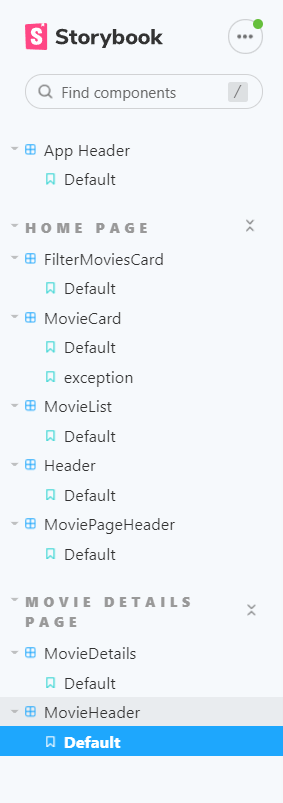 Storybook
Find components /
App Header
Default
HOME PAGE
FilterMoviesCard
Default
MovieCard
Default
exception
MovieList
Default
Header
Default
MoviePageHeader
Default
MOVIE DETAILS
PAGE
MovieDetails
Default
MovieHeader
Default